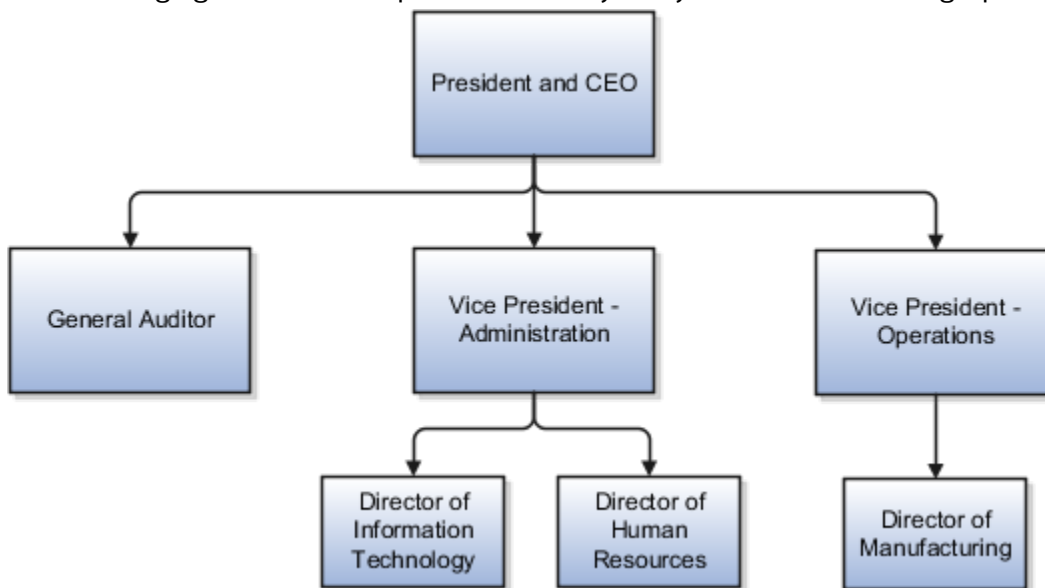 President and CEO
General Auditor
Vice President -
Administration
Vice President -
Operations
Director of
Information
Technology
Director of
Human
Resources
Director of
Manufacturing